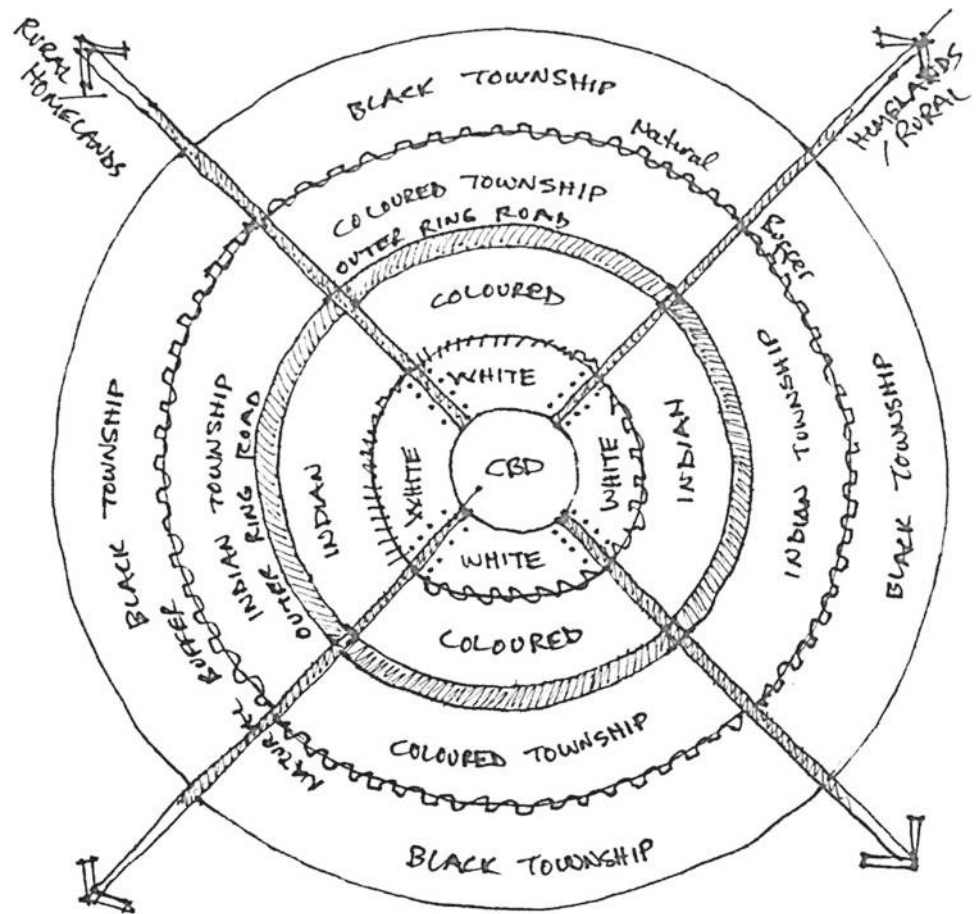 RURAL
HOMELANDS
HOMELANDS
/ RURAL
BLACK TOWNSHIP
Natural
Buffer
COLOURED TOWNSHIP
OUTER RING ROAD
COLOURED
WHITE
BLACK TOWNSHIP
INDIAN TOWNSHIP
OUTER RING ROAD
INDIAN
WHITE
CBD
WHITE
INDIAN
INDIAN TOWNSHIP
BLACK TOWNSHIP
WHITE
COLOURED
NATURAL BUFFER
COLOURED TOWNSHIP
BLACK TOWNSHIP